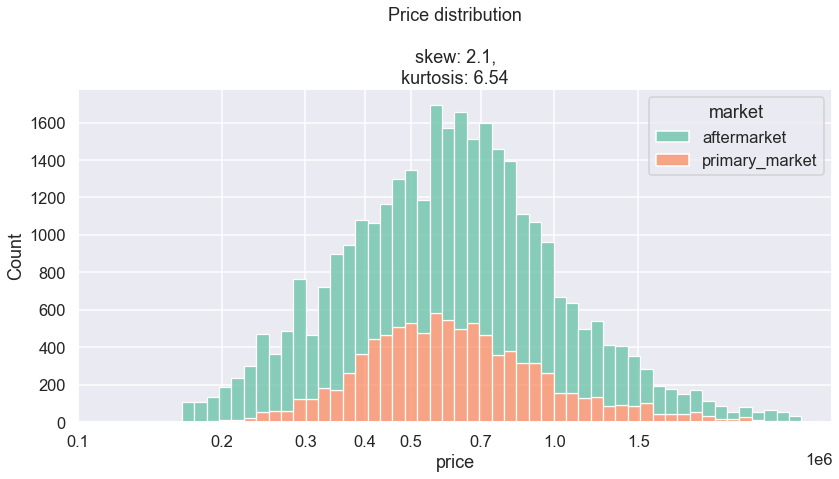 Price distribution
skew: 2.1,
kurtosis: 6.54
market
aftermarket
primary_market
1600
1400
1200
1000
800
600
400
200
0
Count
0.1 0.2 0.3 0.4 0.5 0.7 1.0 1.5
price
1e6